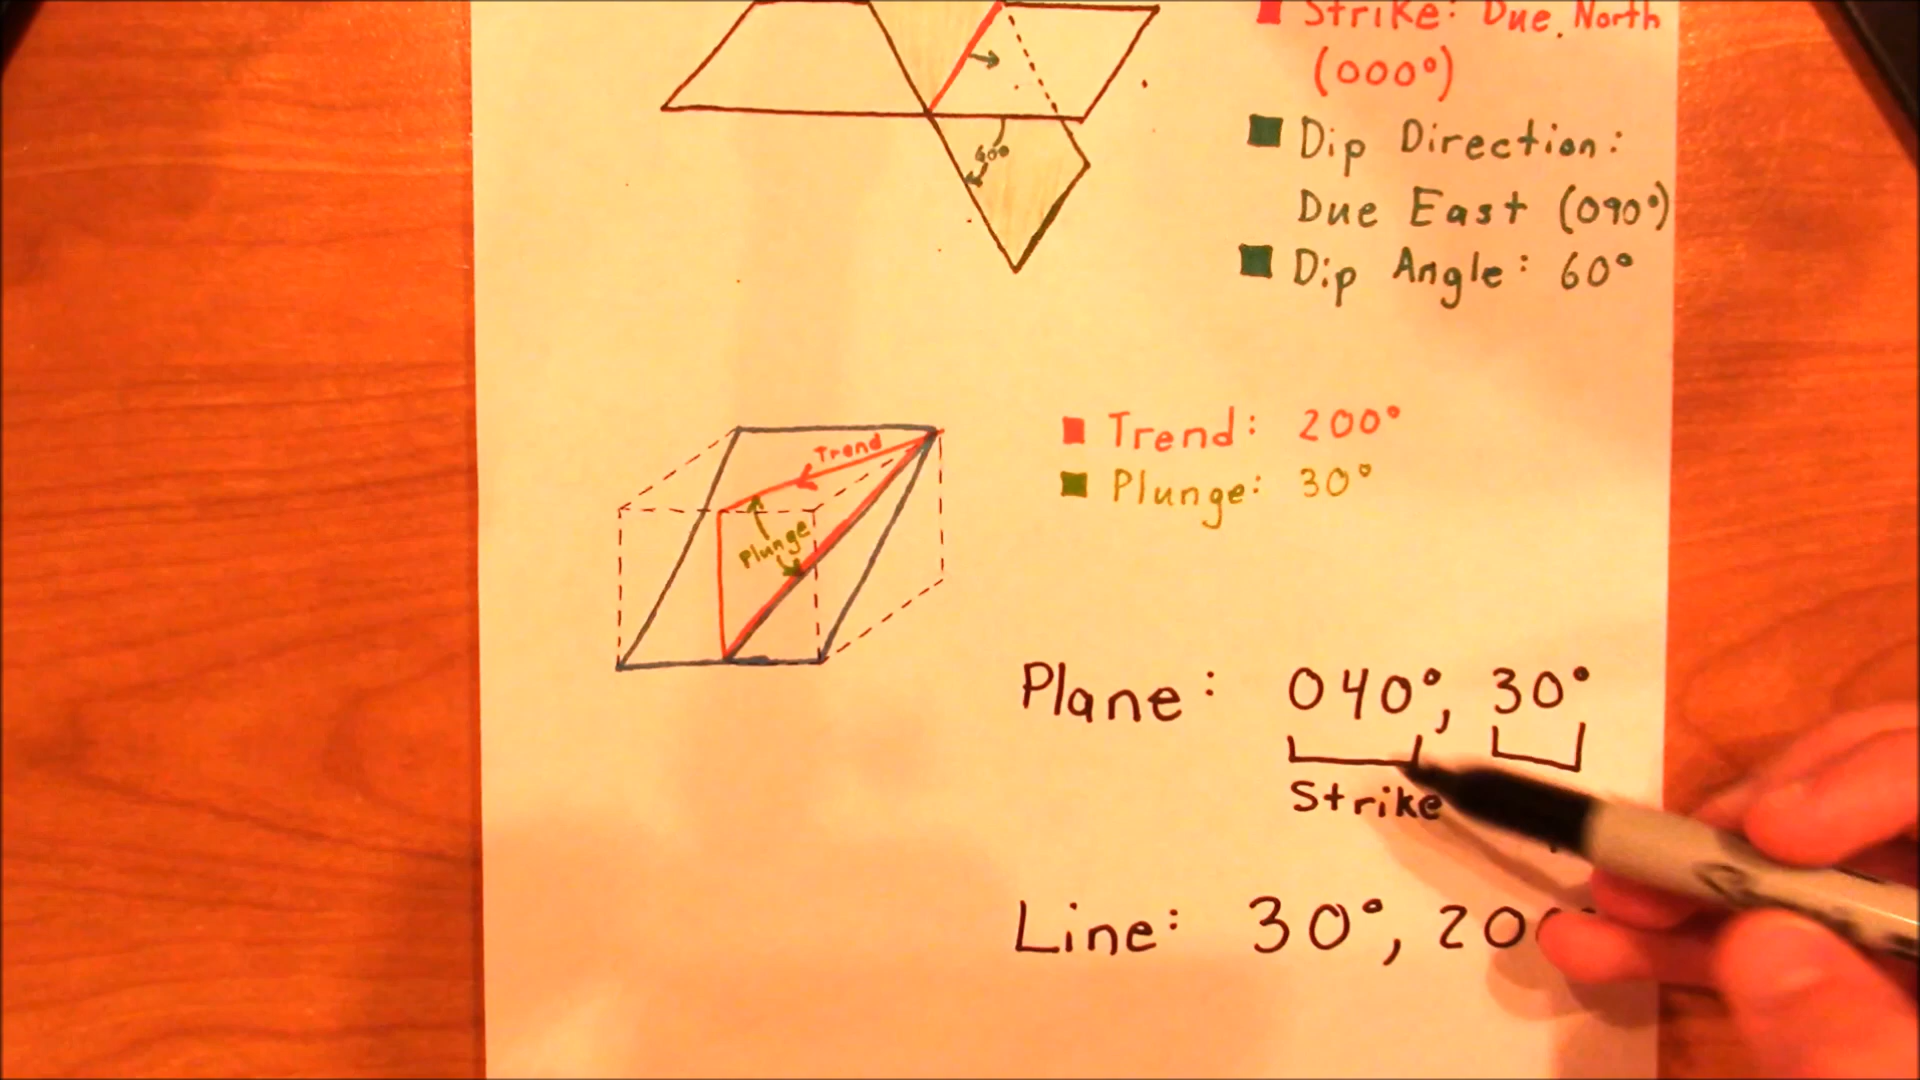 Strike: Due North
(000°)
Dip Direction:
Due East (090°)
Dip Angle: 60°
60°
Trend: 200°
Plunge: 30°
Trend
Plunge
Plane: 040°, 30°
Strike
Line: 30°, 200°